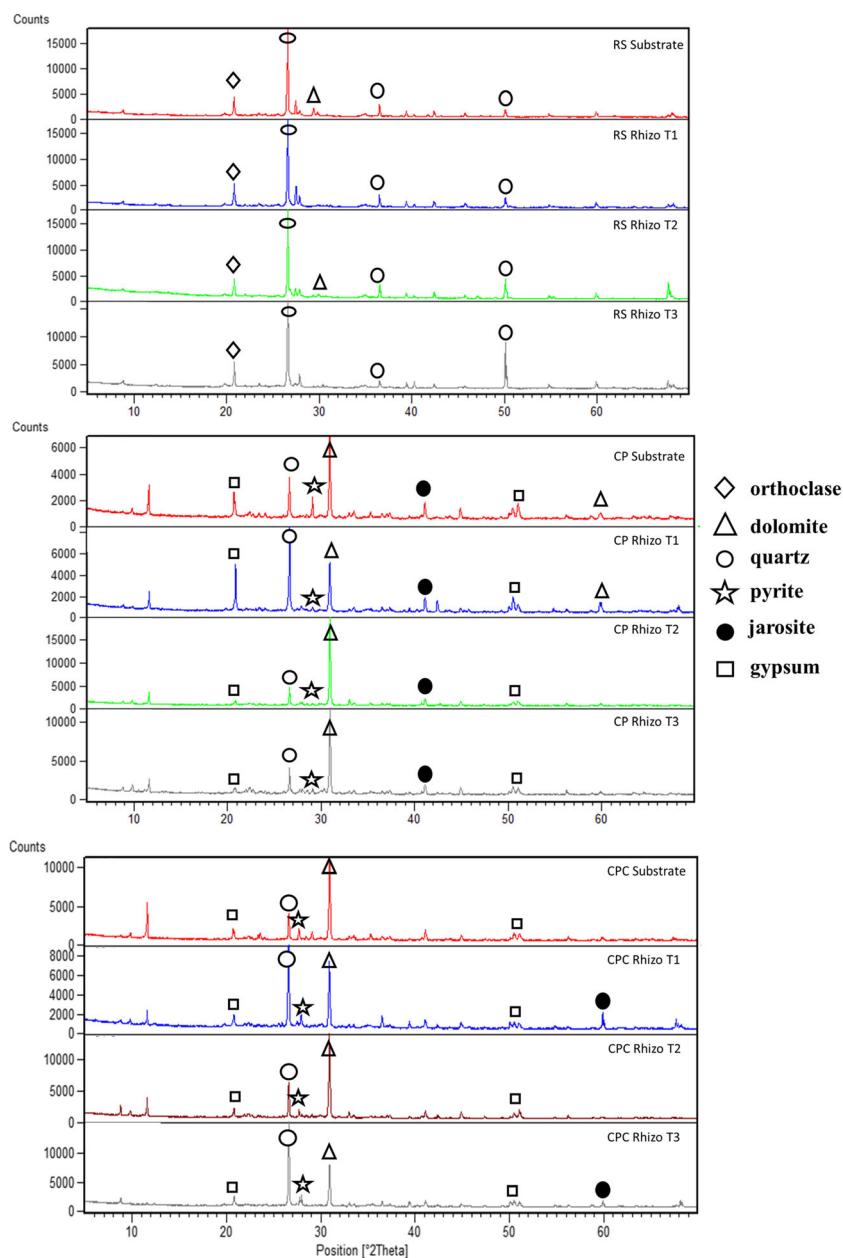 Counts
RS Substrate
15000
10000
5000
0
RS Rhizo T1
15000
10000
5000
0
RS Rhizo T2
15000
10000
5000
0
RS Rhizo T3
10000
5000
0
10 20 30 40 50 60
Counts
CP Substrate
6000
4000
2000
0
CP Rhizo T1
6000
4000
2000
0
CP Rhizo T2
15000
10000
5000
0
CP Rhizo T3
10000
5000
0
10 20 30 40 50 60
orthoclase
dolomite
quartz
pyrite
jarosite
gypsum
Counts
CPC Substrate
10000
5000
0
CPC Rhizo T1
8000
6000
4000
2000
0
CPC Rhizo T2
10000
5000
0
CPC Rhizo T3
10000
5000
0
10 20 30 40 50 60
Position [°2Theta]